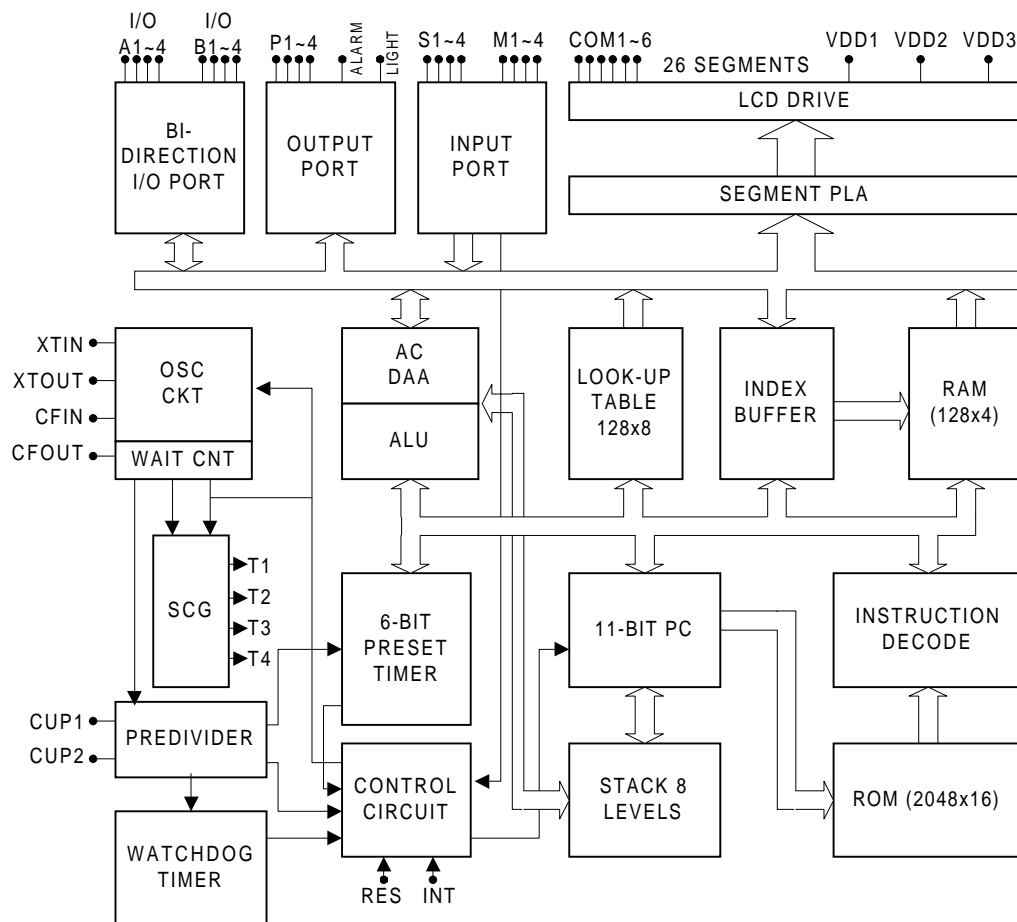 I/O
A1~4
I/O
B1~4
P1~4
ALARM
LIGHT
S1~4
M1~4
COM1~6
26 SEGMENTS
VDD1
VDD2
VDD3
BI-
DIRECTION
I/O PORT
OUTPUT
PORT
INPUT
PORT
LCD DRIVE
SEGMENT PLA
XTIN
XTOUT
CFIN
CFOUT
OSC
CKT
WAIT CNT
AC
DAA
ALU
LOOK-UP
TABLE
128x8
INDEX
BUFFER
RAM
(128x4)
SCG
T1
T2
T3
T4
6-BIT
PRESET
TIMER
11-BIT PC
INSTRUCTION
DECODE
CUP1
CUP2
PREDIVIDER
CONTROL
CIRCUIT
STACK 8
LEVELS
ROM (2048x16)
WATCHDOG
TIMER
RES
INT